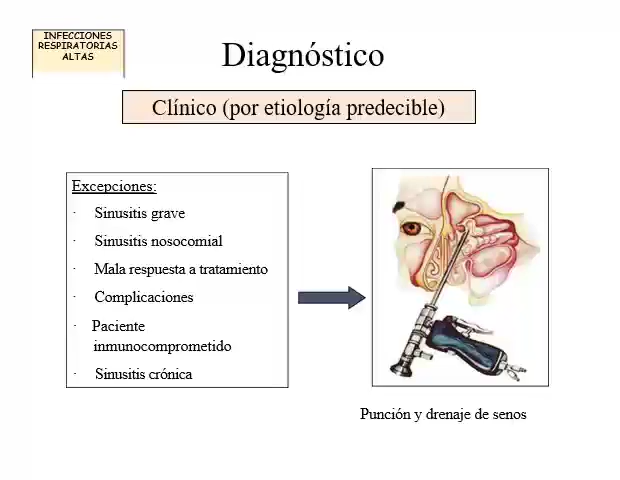 INFECCIONES
RESPIRATORIAS
ALTAS
Diagnóstico
Clínico (por etiología predecible)
Excepciones:
· Sinusitis grave
· Sinusitis nosocomial
· Mala respuesta a tratamiento
· Complicaciones
· Paciente
inmunocomprometido
· Sinusitis crónica
Punción y drenaje de senos